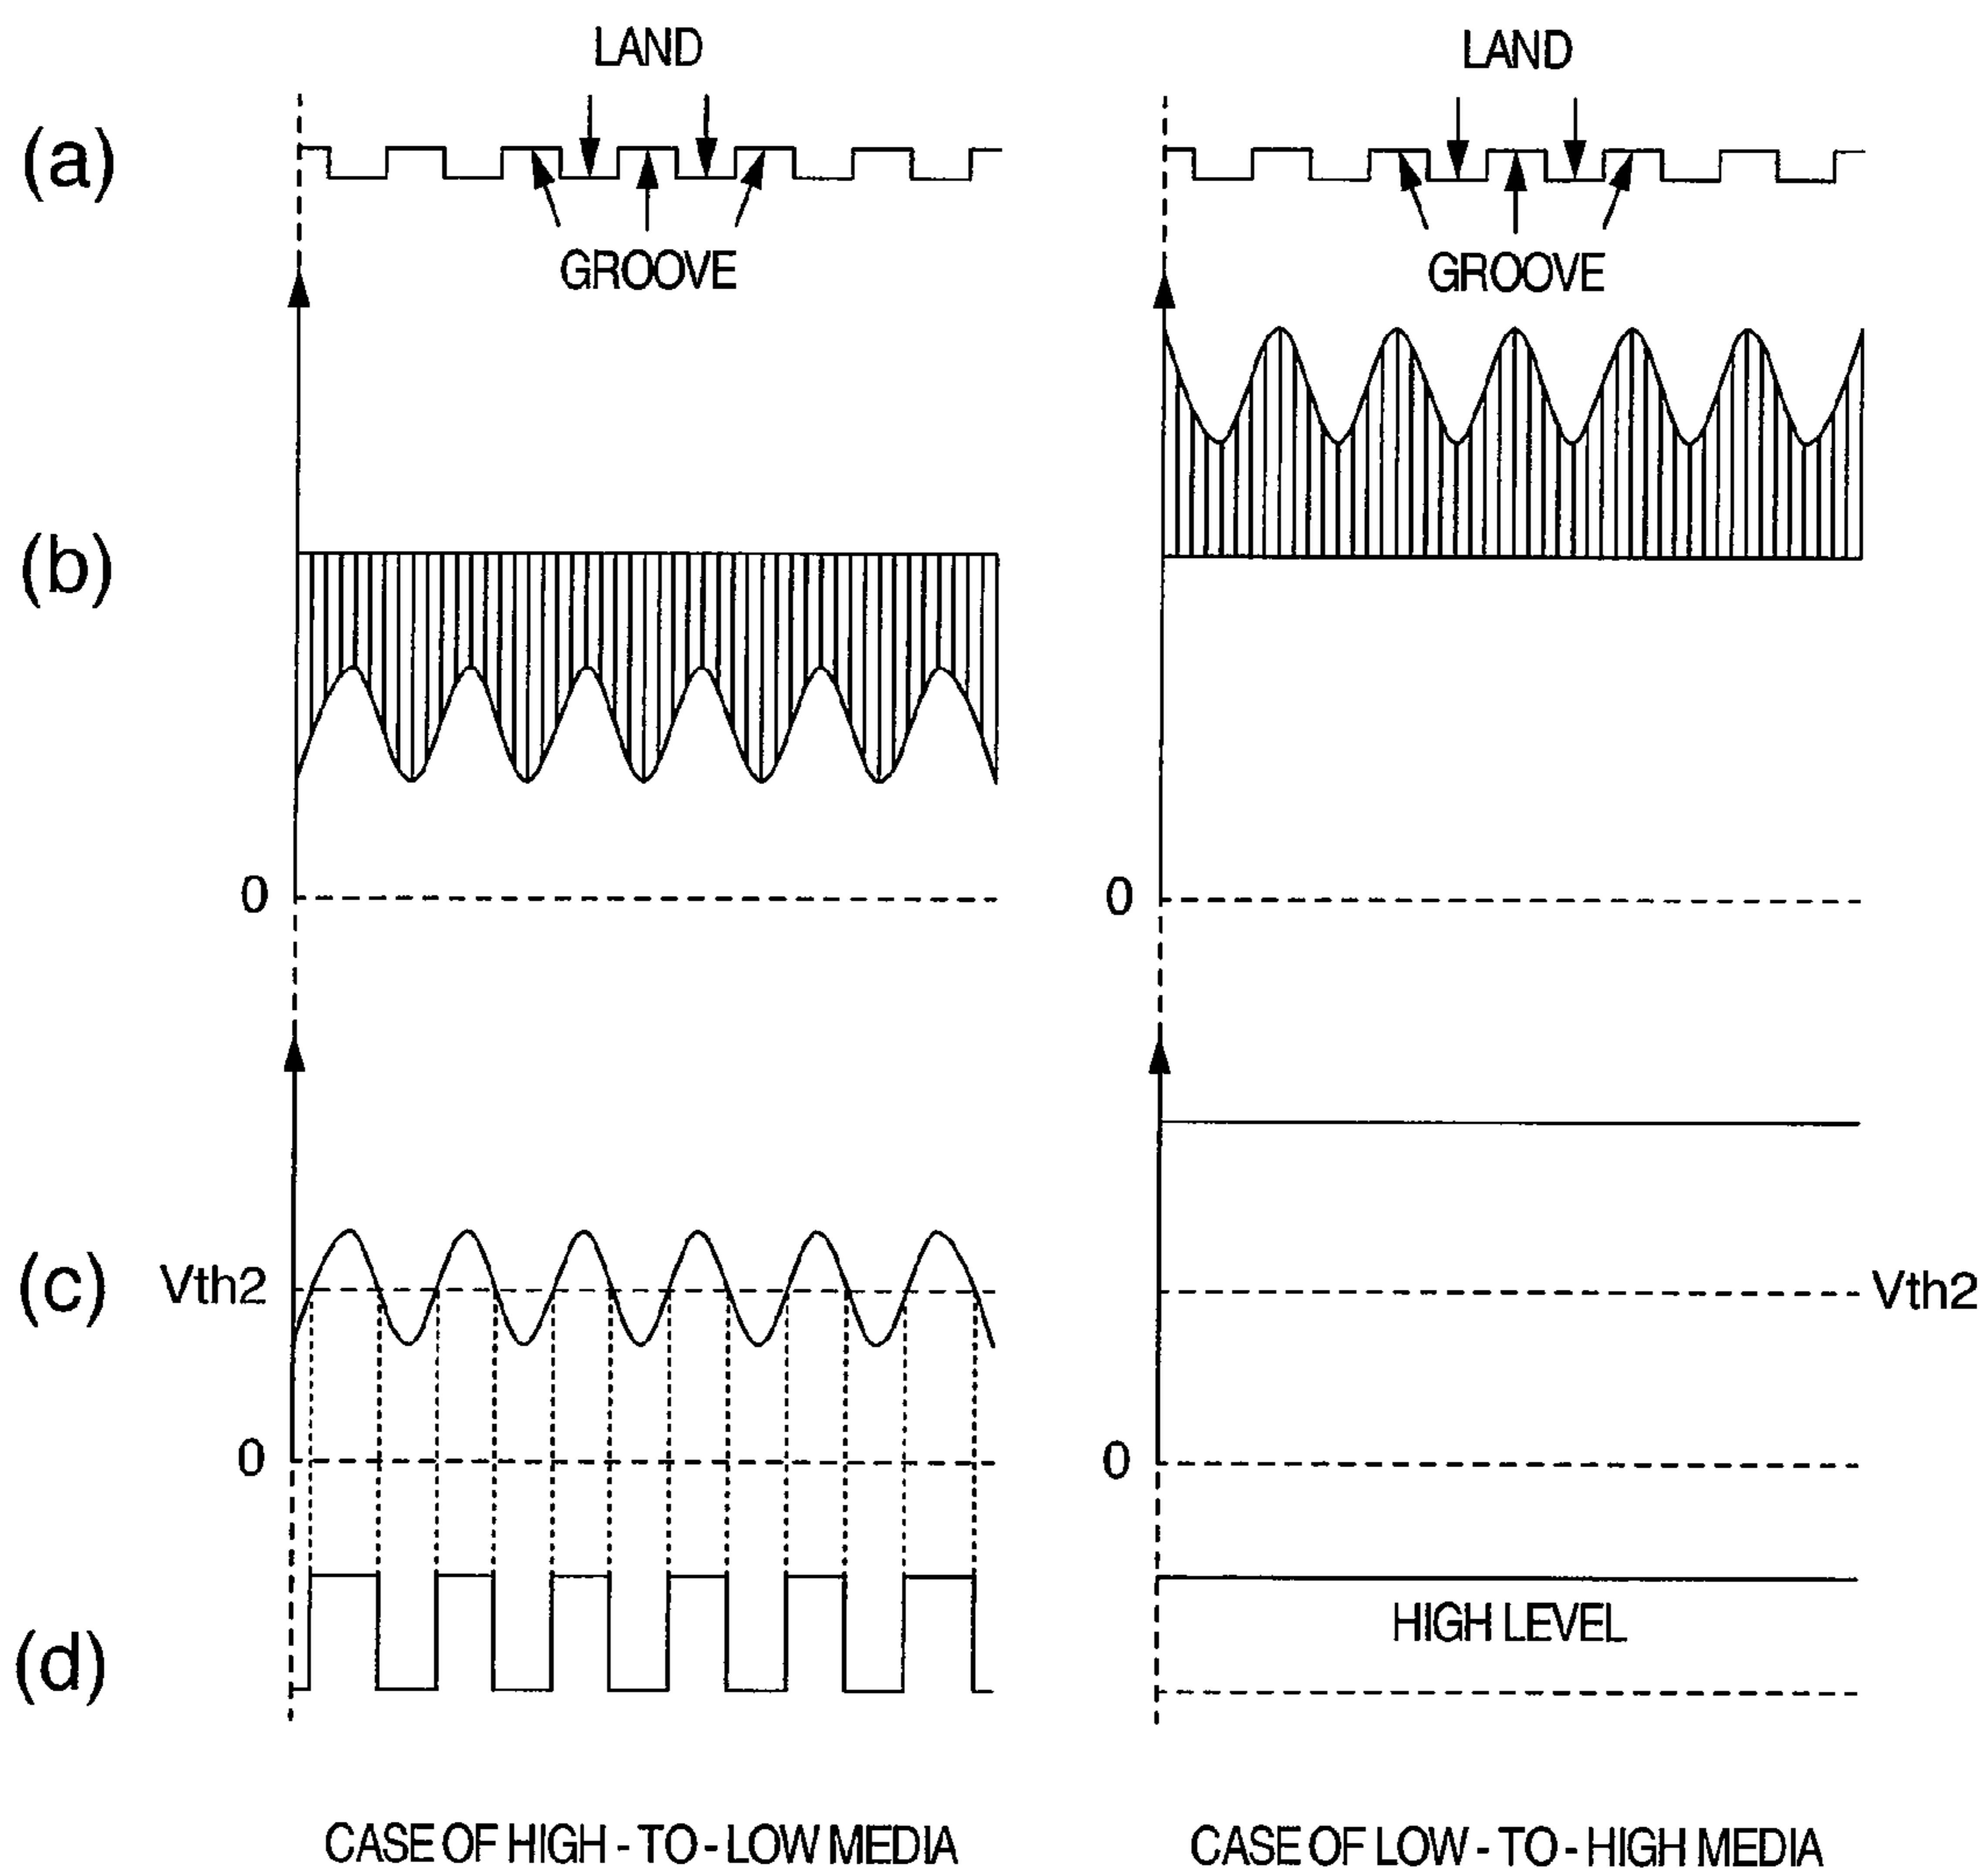 LAND
LAND
(a)
GROOVE
GROOVE
(b)
0
0
(c)
Vth2
Vth2
0
0
(d)
HIGH LEVEL
CASE OF HIGH - TO - LOW MEDIA
CASE OF LOW - TO - HIGH MEDIA